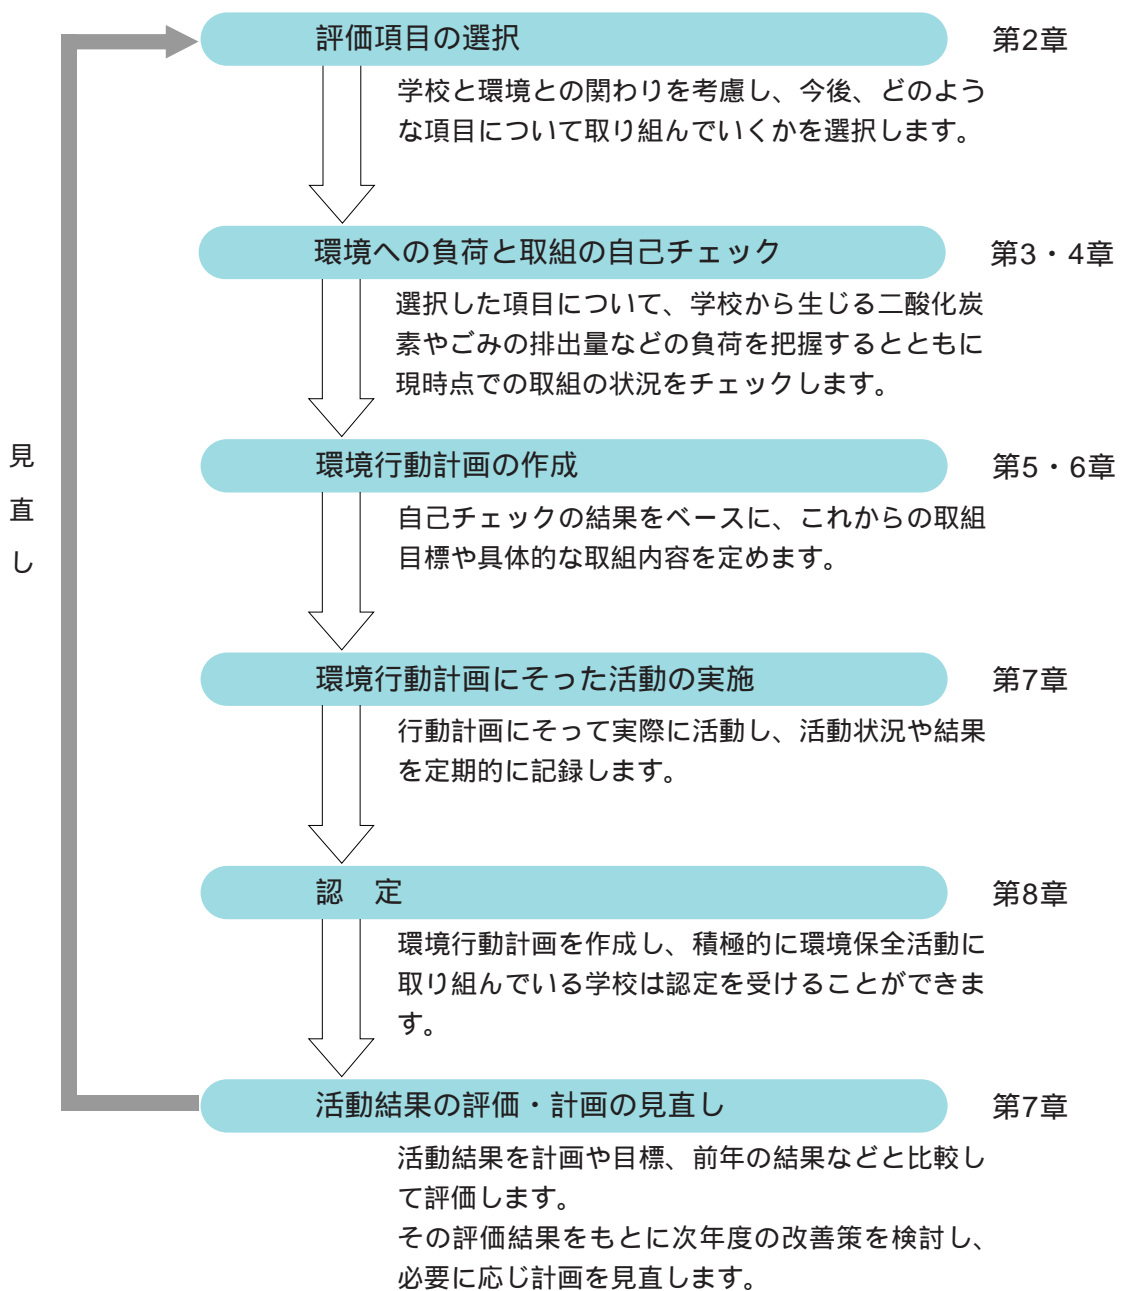 評価項目の選択
第2章
学校と環境との関わりを考慮し、今後、どのよう
な項目について取り組んでいくかを選択します。
環境への負荷と取組の自己チェック
第3・4章
選択した項目について、学校から生じる二酸化炭
素やごみの排出量などの負荷を把握するとともに
現時点での取組の状況をチェックします。
見
直
し
環境行動計画の作成
第5・6章
自己チェックの結果をベースに、これからの取組
目標や具体的な取組内容を定めます。
環境行動計画にそった活動の実施
第7章
行動計画にそって実際に活動し、活動状況や結果
を定期的に記録します。
認　定
第8章
環境行動計画を作成し、積極的に環境保全活動に
取り組んでいる学校は認定を受けることができま
す。
活動結果の評価・計画の見直し
第7章
活動結果を計画や目標、前年の結果などと比較し
て評価します。
その評価結果をもとに次年度の改善策を検討し、
必要に応じ計画を見直します。